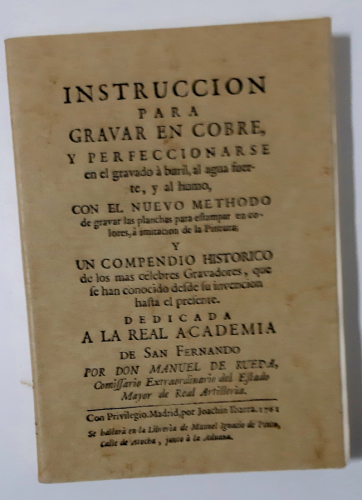 INSTRUCCION
PARA
GRAVAR EN COBRE,
Y PERFECCIONARSE
en el gravado à buril, al agua fuer-
te, y al humo,
CON EL NUEVO METHODO
de gravar las planchas para estampar en co-
lores, à imitacion de la Pintura;
Y
UN COMPENDIO HISTORICO
de los mas celebres Gravadores, que
se han conocido desde su invencion
hasta el presente.
DEDICADA
A LA REAL ACADEMIA
DE SAN FERNANDO
POR DON MANUEL DE RUEDA,
Comissario Extraordinario del Estado
Mayor de Real Artilleria.
Con Privilegio. Madrid, por Joachin Ibarra. 1761
Se hallarà en la Libreria de Manuel Ignacio de Pinto,
Calle de Atocha, junto à la Aduana.